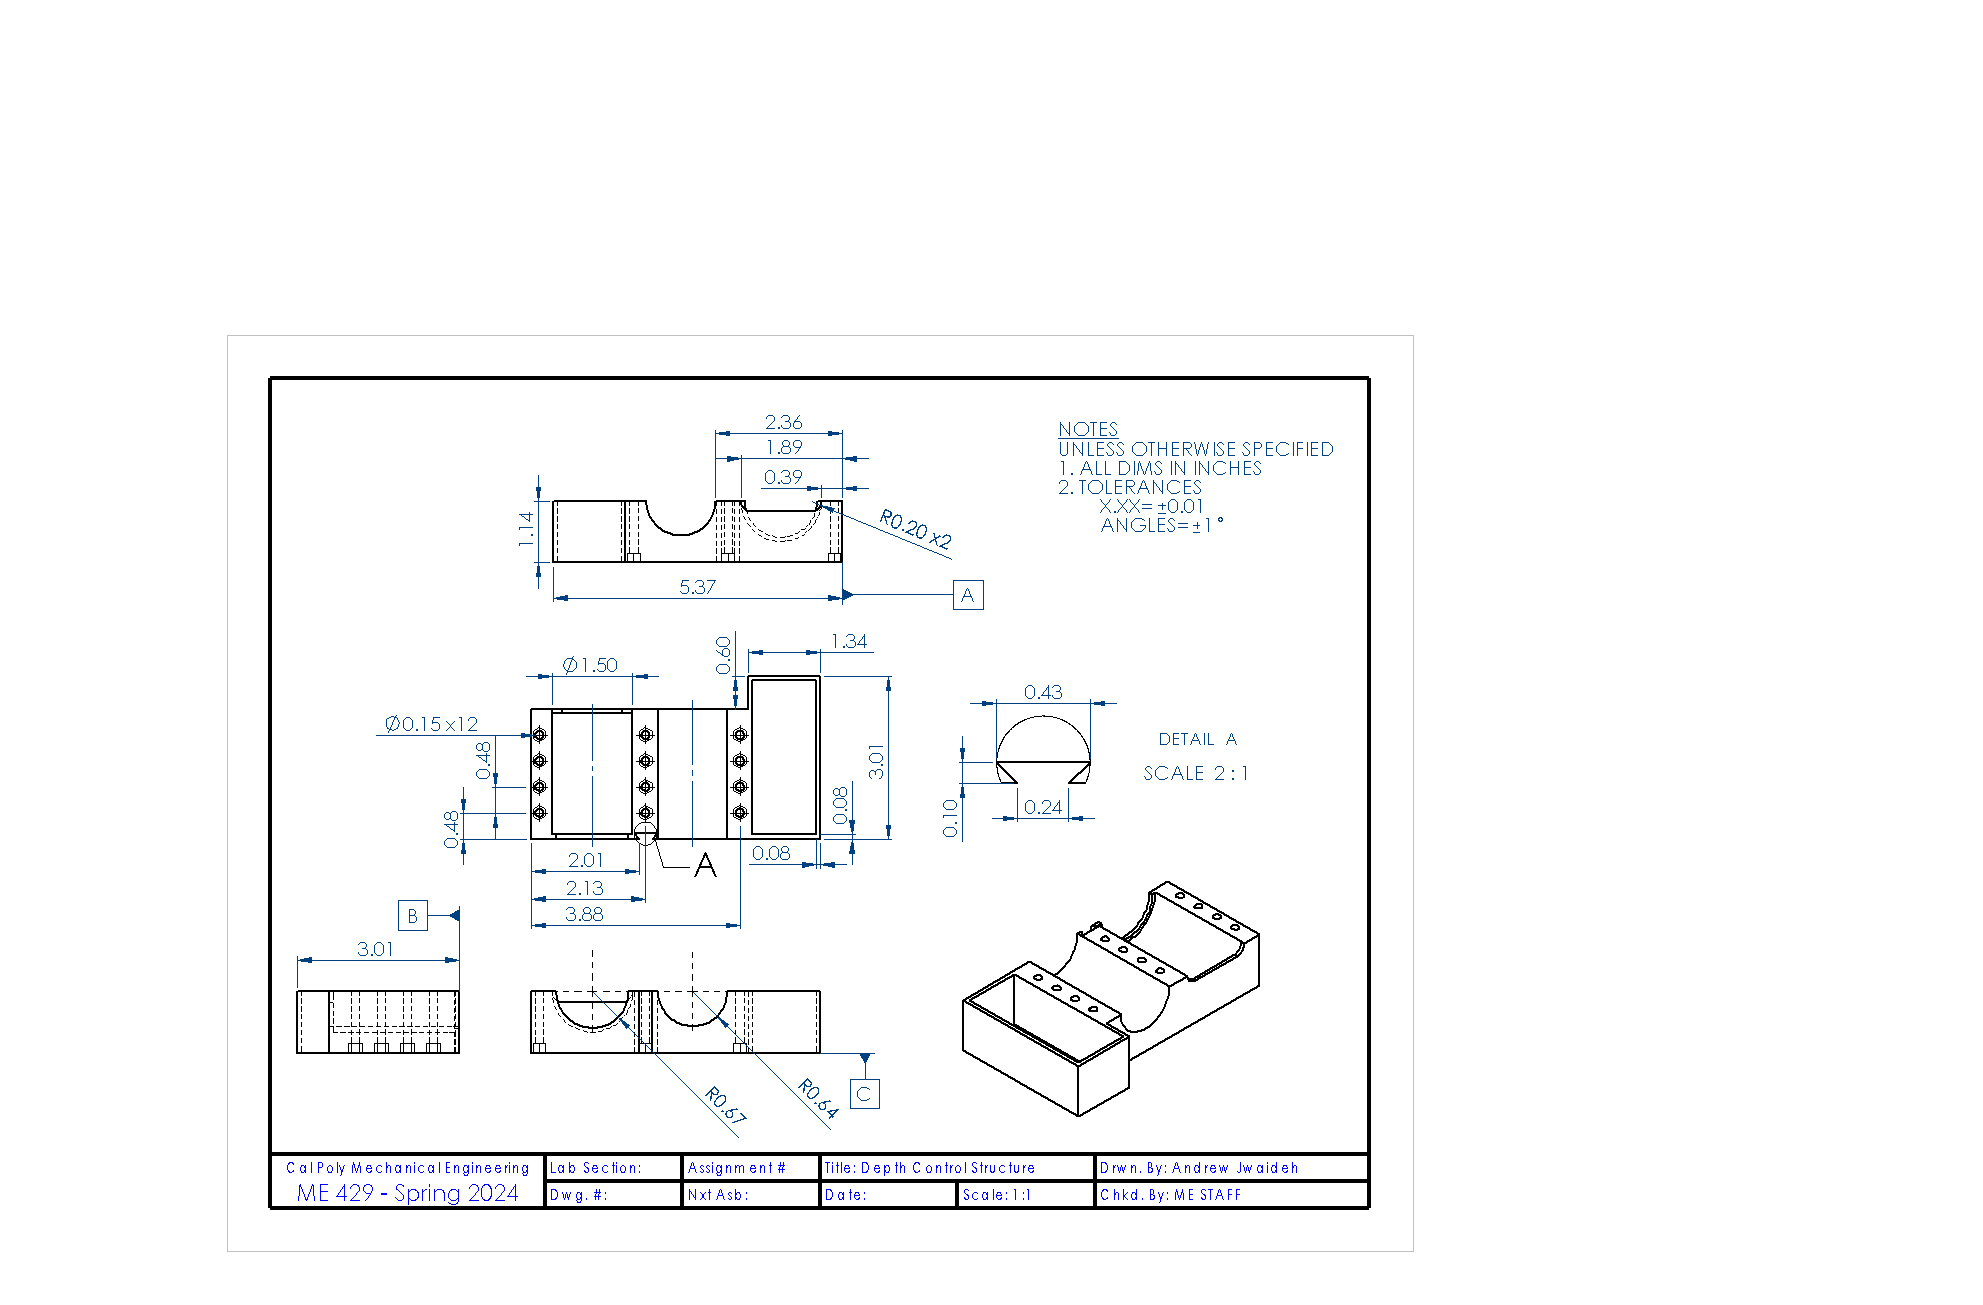 2.36
1.89
0.39
1.14
R0.20 x2
5.37
A
NOTES
UNLESS OTHERWISE SPECIFIED
1. ALL DIMS IN INCHES
2. TOLERANCES
X.XX= ±0.01
ANGLES= ±1°
0.60
1.34
Ø1.50
Ø0.15 x12
0.48
0.48
3.01
0.08
0.08
2.01
2.13
3.88
A
0.43
0.10
0.24
DETAIL A
SCALE 2 : 1
B
3.01
R0.67
R0.64
C
Cal Poly Mechanical Engineering
ME 429 - Spring 2024
Lab Section:
Assignment #
Title: Depth Control Structure
Drwn. By: Andrew Jwaideh
Dwg. #:
Nxt Asb:
Date:
Scale: 1:1
Chkd. By: ME STAFF